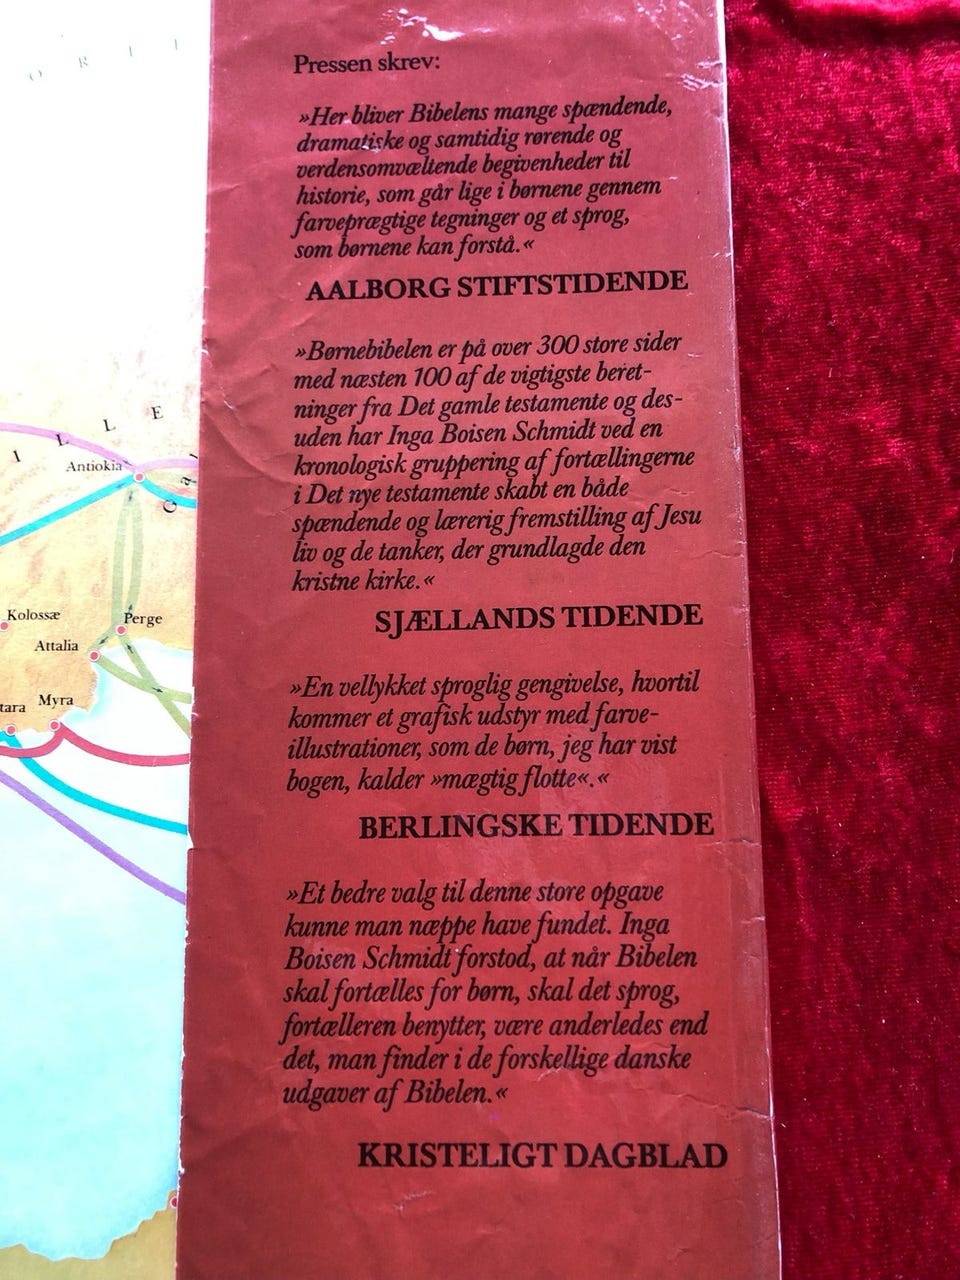 O R I
Pressen skrev:
»Her bliver Bibelens mange spændende,
dramatiske og samtidig rørende og
verdensomvæltende begivenheder til
historie, som går lige i børnene gennem
farveprægtige tegninger og et sprog,
som børnene kan forstå.«
AALBORG STIFTSTIDENDE
»Børnebibelen er på over 300 store sider
med næsten 100 af de vigtigste beret-
ninger fra Det gamle testamente og des-
uden har Inga Boisen Schmidt ved en
kronologisk gruppering af fortællingerne
i Det nye testamente skabt en både
spændende og lærerig fremstilling af Jesu
liv og de tanker, der grundlagde den
kristne kirke.«
SJÆLLANDS TIDENDE
»En vellykket sproglig gengivelse, hvortil
kommer et grafisk udstyr med farve-
illustrationer, som de børn, jeg har vist
bogen, kalder »mægtig flotte«.«
BERLINGSKE TIDENDE
»Et bedre valg til denne store opgave
kunne man næppe have fundet. Inga
Boisen Schmidt forstod, at når Bibelen
skal fortælles for børn, skal det sprog,
fortælleren benytter, være anderledes end
det, man finder i de forskellige danske
udgaver af Bibelen.«
KRISTELIGT DAGBLAD
I L L E
Antiokia
Ga
Kolossæ
Perge
Attalia
Myra
tara